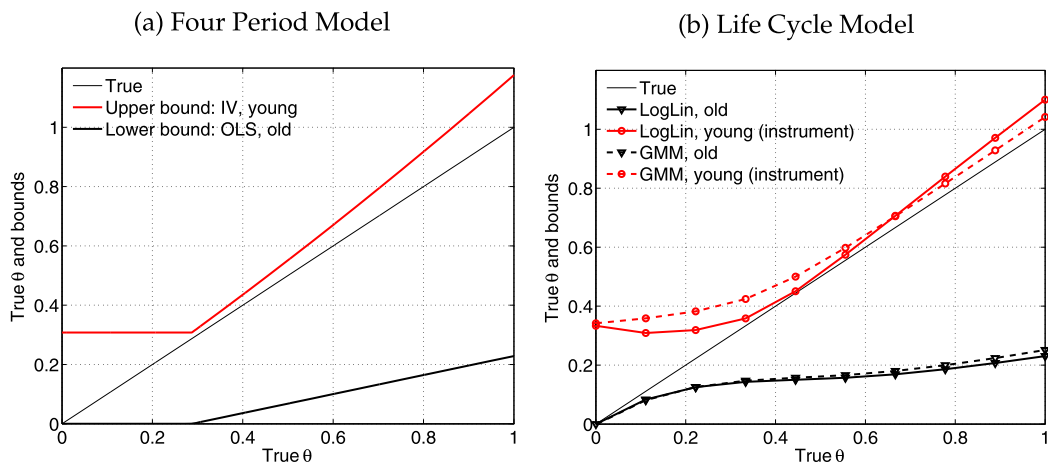 (a) Four Period Model
True
Upper bound: IV, young
Lower bound: OLS, old
True θ and bounds
1
0.8
0.6
0.4
0.2
0
0
0.2
0.4
0.6
0.8
1
True θ
(b) Life Cycle Model
True
LogLin, old
LogLin, young (instrument)
GMM, old
GMM, young (instrument)
True θ and bounds
1
0.8
0.6
0.4
0.2
0
0
0.2
0.4
0.6
0.8
1
True θ